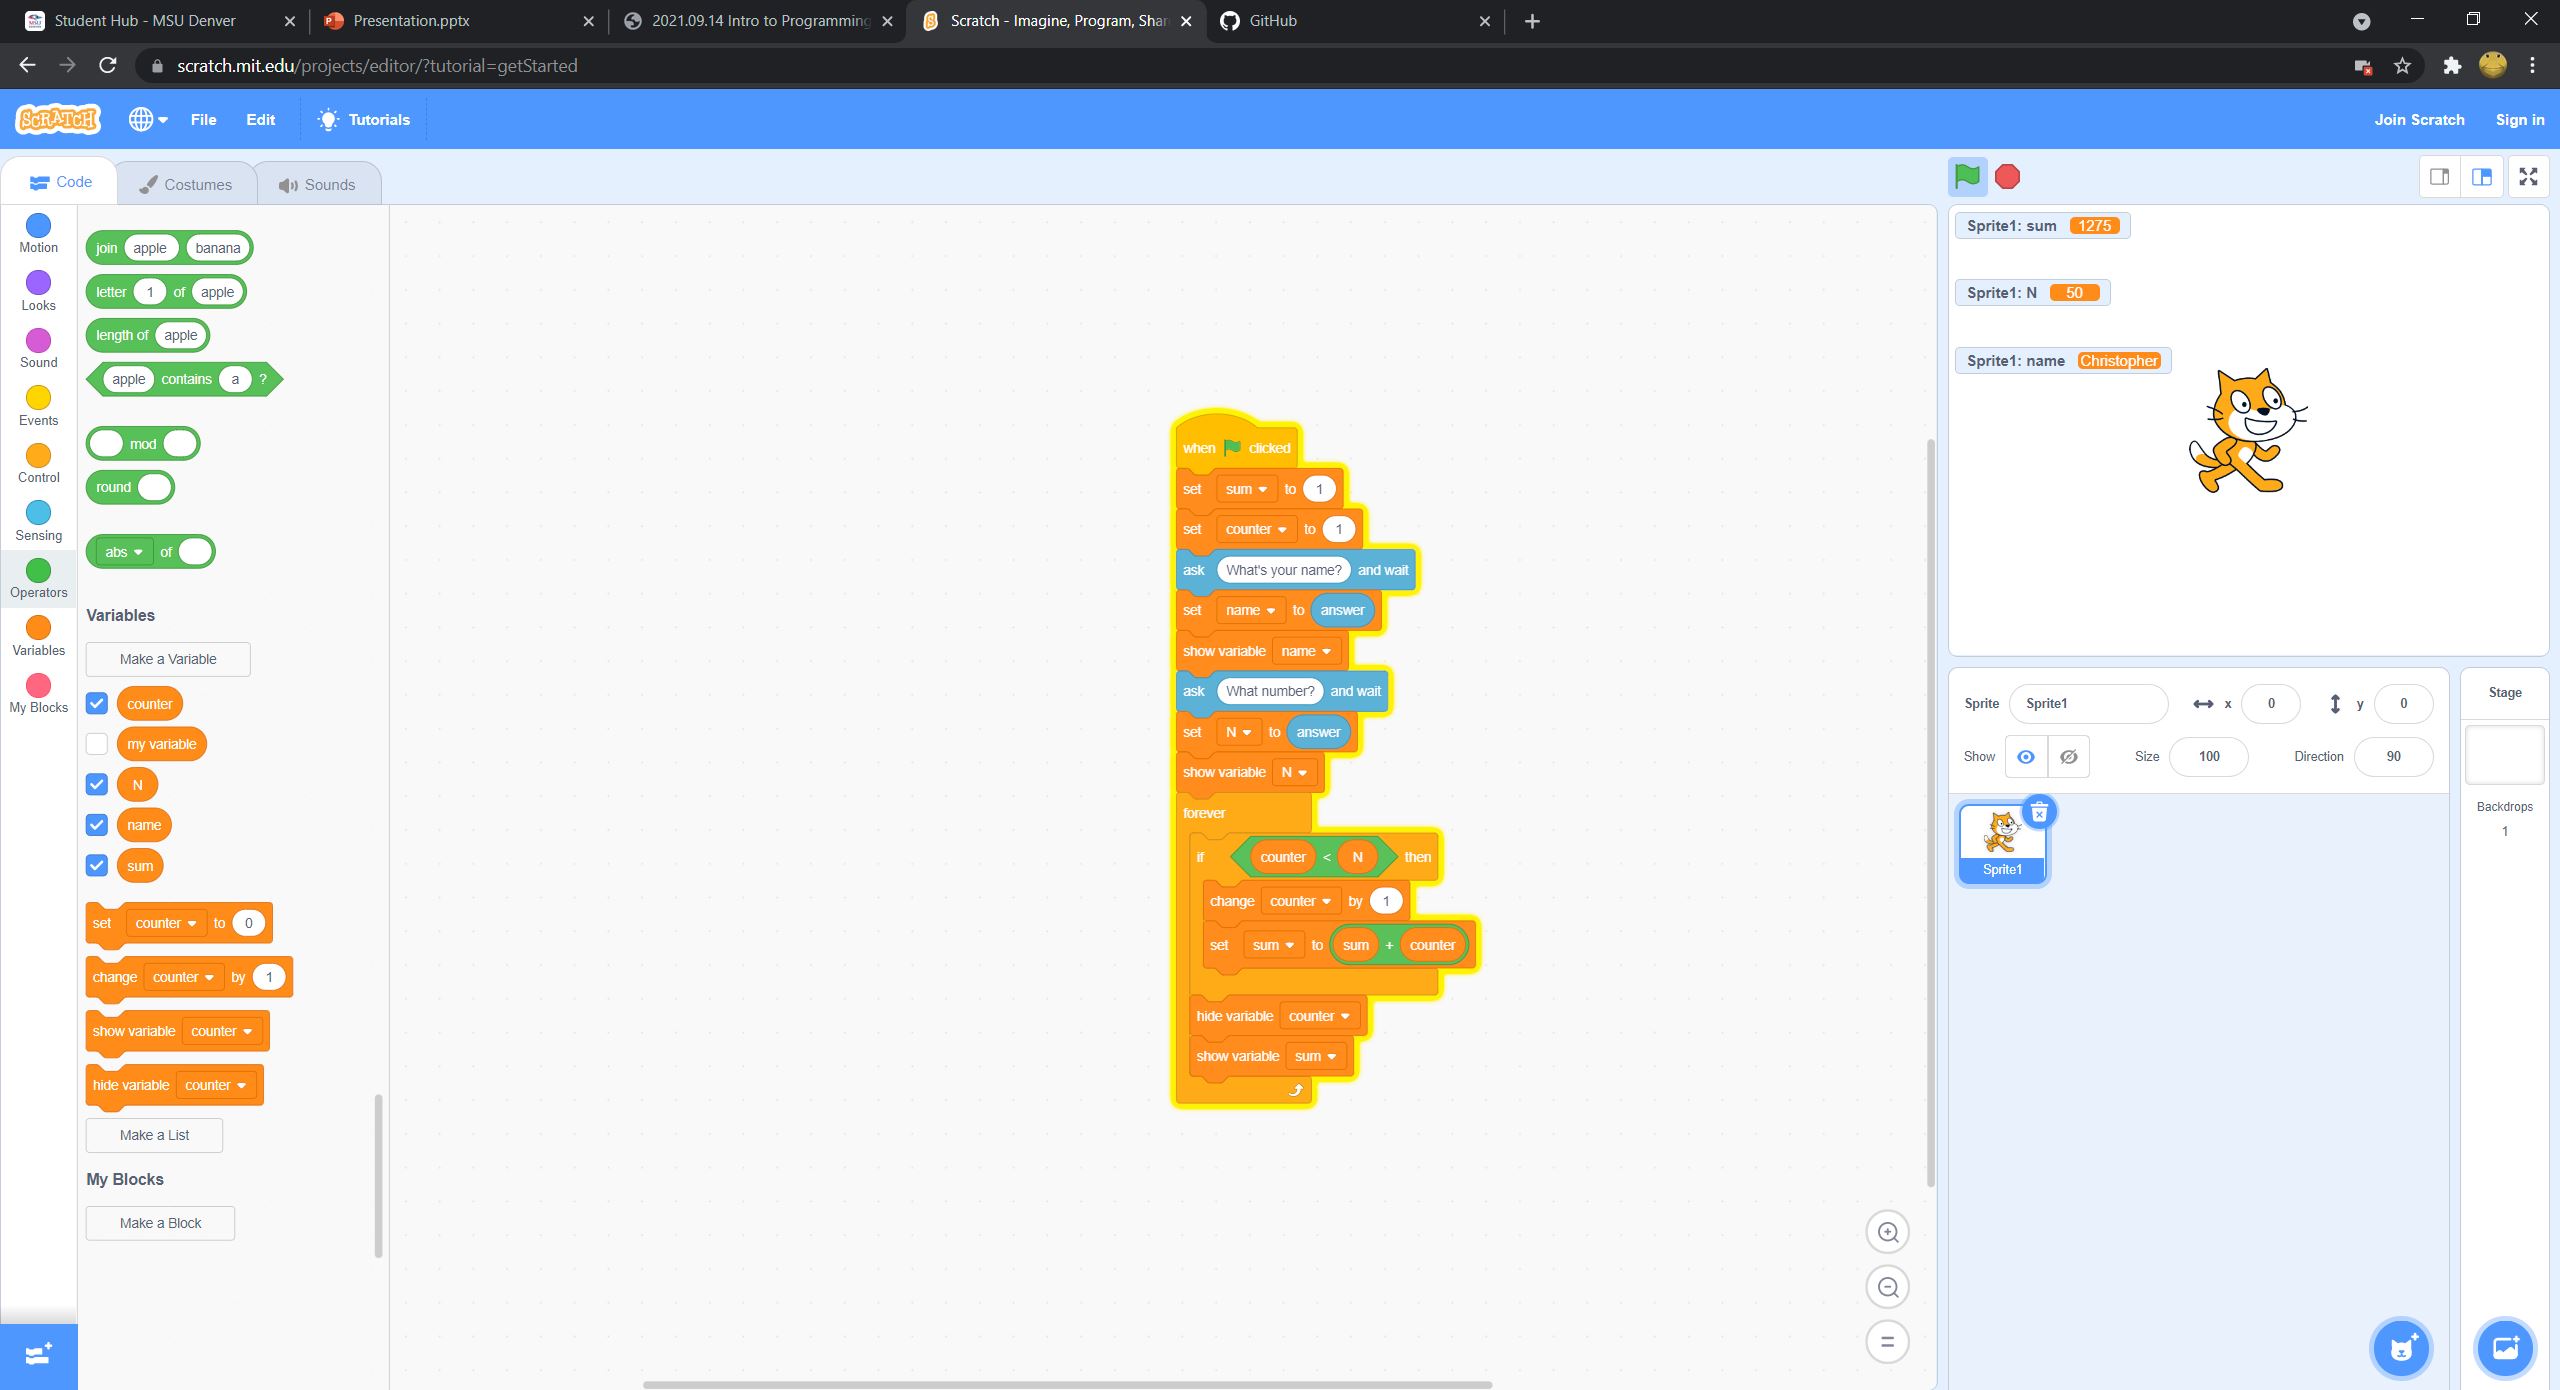 Student Hub - MSU Denver
Presentation.pptx
2021.09.14 Intro to Programming
Scratch - Imagine, Program, Shar
GitHub
scratch.mit.edu/projects/editor/?tutorial=getStarted
SCRATCH
File
Edit
Tutorials
Join Scratch
Sign in
Code
Costumes
Sounds
Motion
Looks
Sound
Events
Control
Sensing
Operators
Variables
My Blocks
join apple banana
letter 1 of apple
length of apple
apple contains a ?
mod
round
abs of
Variables
Make a Variable
counter
my variable
N
name
sum
set counter to 0
change counter by 1
show variable counter
hide variable counter
Make a List
My Blocks
Make a Block
when clicked
set sum to 1
set counter to 1
ask What's your name? and wait
set name to answer
show variable name
ask What number? and wait
set N to answer
show variable N
forever
if counter < N then
change counter by 1
set sum to sum + counter
hide variable counter
show variable sum
Sprite1: sum 1275
Sprite1: N 50
Sprite1: name Christopher
Sprite Sprite1 x 0 y 0
Show Size 100 Direction 90
Sprite1
Stage
Backdrops
1